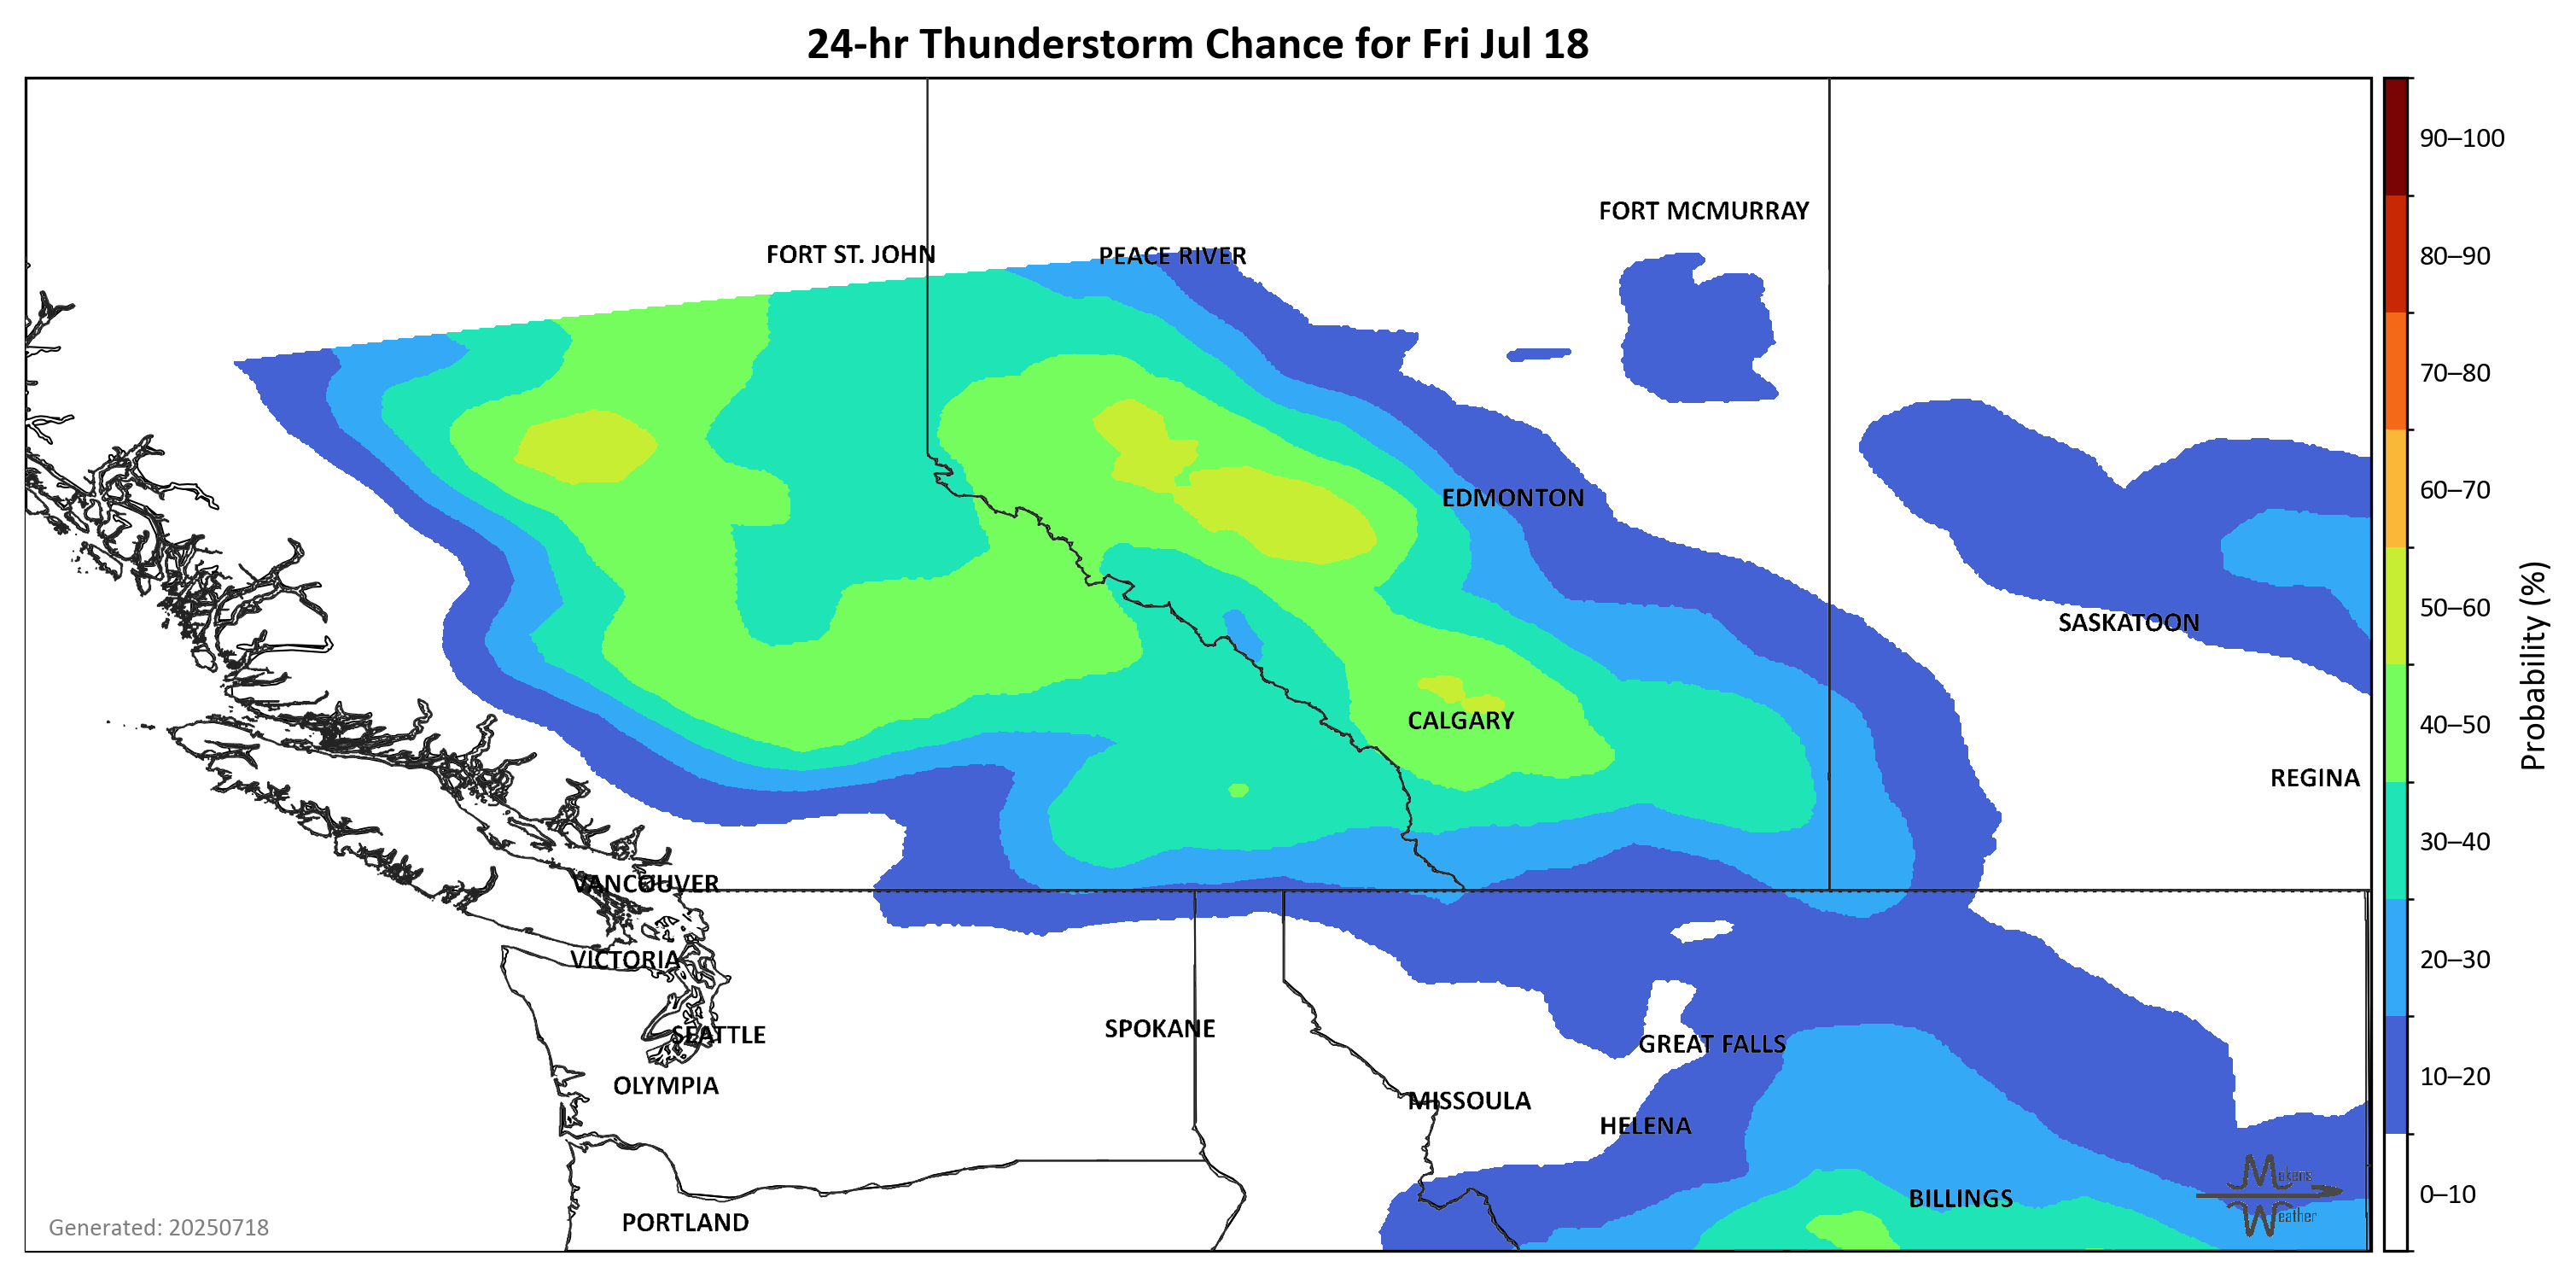 24-hr Thunderstorm Chance for Fri Jul 18
FORT MCMURRAY
FORT ST. JOHN
PEACE RIVER
EDMONTON
SASKATOON
CALGARY
REGINA
VANCOUVER
VICTORIA
SEATTLE
SPOKANE
GREAT FALLS
OLYMPIA
MISSOULA
HELENA
BILLINGS
PORTLAND
Mekens
Weather
Generated: 20250718
90–100
80–90
70–80
60–70
50–60
40–50
30–40
20–30
10–20
0–10
Probability (%)